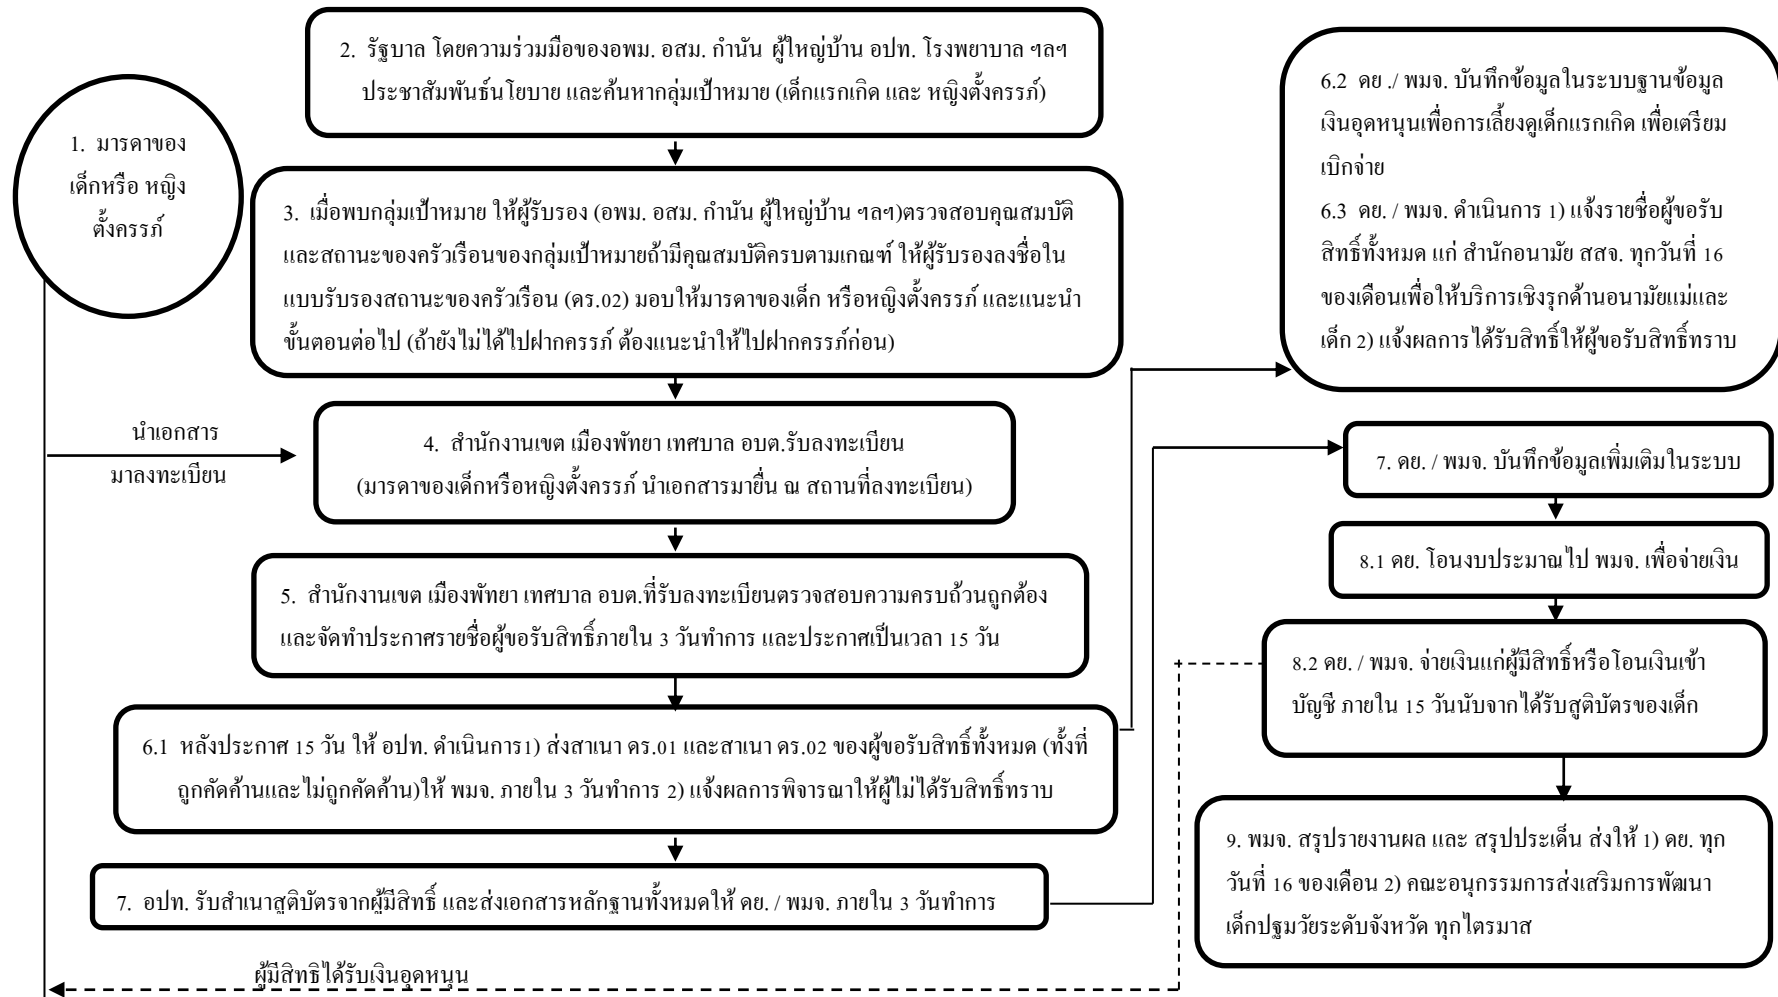 1. มารดาของ
เด็กหรือ หญิง
ตั้งครรภ์
2. รัฐบาล โดยความร่วมมือของอพม. อสม. กำนัน ผู้ใหญ่บ้าน อปท. โรงพยาบาล ฯลฯ
ประชาสัมพันธ์นโยบาย และค้นหากลุ่มเป้าหมาย (เด็กแรกเกิด และ หญิงตั้งครรภ์)
3. เมื่อพบกลุ่มเป้าหมาย ให้ผู้รับรอง (อพม. อสม. กำนัน ผู้ใหญ่บ้าน ฯลฯ)ตรวจสอบคุณสมบัติ
และสถานะของครัวเรือนของกลุ่มเป้าหมายถ้ามีคุณสมบัติครบตามเกณฑ์ ให้ผู้รับรองลงชื่อใน
แบบรับรองสถานะของครัวเรือน (ดร.02) มอบให้มารดาของเด็ก หรือหญิงตั้งครรภ์ และแนะนำ
ขั้นตอนต่อไป (ถ้ายังไม่ได้ไปฝากครรภ์ ต้องแนะนำให้ไปฝากครรภ์ก่อน)
นำเอกสาร
มาลงทะเบียน
4. สำนักงานเขต เมืองพัทยา เทศบาล อบต.รับลงทะเบียน
(มารดาของเด็กหรือหญิงตั้งครรภ์ นำเอกสารมายื่น ณ สถานที่ลงทะเบียน)
5. สำนักงานเขต เมืองพัทยา เทศบาล อบต.ที่รับลงทะเบียนตรวจสอบความครบถ้วนถูกต้อง
และจัดทำประกาศรายชื่อผู้ขอรับสิทธิ์ภายใน 3 วันทำการ และประกาศเป็นเวลา 15 วัน
6.1 หลังประกาศ 15 วัน ให้ อปท. ดำเนินการ1) ส่งสาเนา ดร.01 และสาเนา ดร.02 ของผู้ขอรับสิทธิ์ทั้งหมด (ทั้งที่
ถูกคัดค้านและไม่ถูกคัดค้าน)ให้ พมจ. ภายใน 3 วันทำการ 2) แจ้งผลการพิจารณาให้ผู้ไม่ได้รับสิทธิ์ทราบ
7. อปท. รับสำเนาสูติบัตรจากผู้มีสิทธิ์ และส่งเอกสารหลักฐานทั้งหมดให้ ดย. / พมจ. ภายใน 3 วันทำการ
ผู้มีสิทธิได้รับเงินอุดหนุน
6.2 ดย ./ พมจ. บันทึกข้อมูลในระบบฐานข้อมูล
เงินอุดหนุนเพื่อการเลี้ยงดูเด็กแรกเกิด เพื่อเตรียม
เบิกจ่าย
6.3 ดย. / พมจ. ดำเนินการ 1) แจ้งรายชื่อผู้ขอรับ
สิทธิ์ทั้งหมด แก่ สำนักอนามัย สสจ. ทุกวันที่ 16
ของเดือนเพื่อให้บริการเชิงรุกด้านอนามัยแม่และ
เด็ก 2) แจ้งผลการได้รับสิทธิ์ให้ผู้ขอรับสิทธิ์ทราบ
7. ดย. / พมจ. บันทึกข้อมูลเพิ่มเติมในระบบ
8.1 ดย. โอนงบประมาณไป พมจ. เพื่อจ่ายเงิน
8.2 ดย. / พมจ. จ่ายเงินแก่ผู้มีสิทธิ์หรือโอนเงินเข้า
บัญชี ภายใน 15 วันนับจากได้รับสูติบัตรของเด็ก
9. พมจ. สรุปรายงานผล และ สรุปประเด็น ส่งให้ 1) ดย. ทุก
วันที่ 16 ของเดือน 2) คณะอนุกรรมการส่งเสริมการพัฒนา
เด็กปฐมวัยระดับจังหวัด ทุกไตรมาส